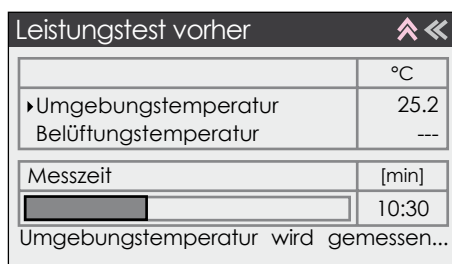 Leistungstest vorher
°C
Umgebungstemperatur 25.2
Belüftungstemperatur ---
Messzeit [min]
10:30
Umgebungstemperatur wird gemessen...